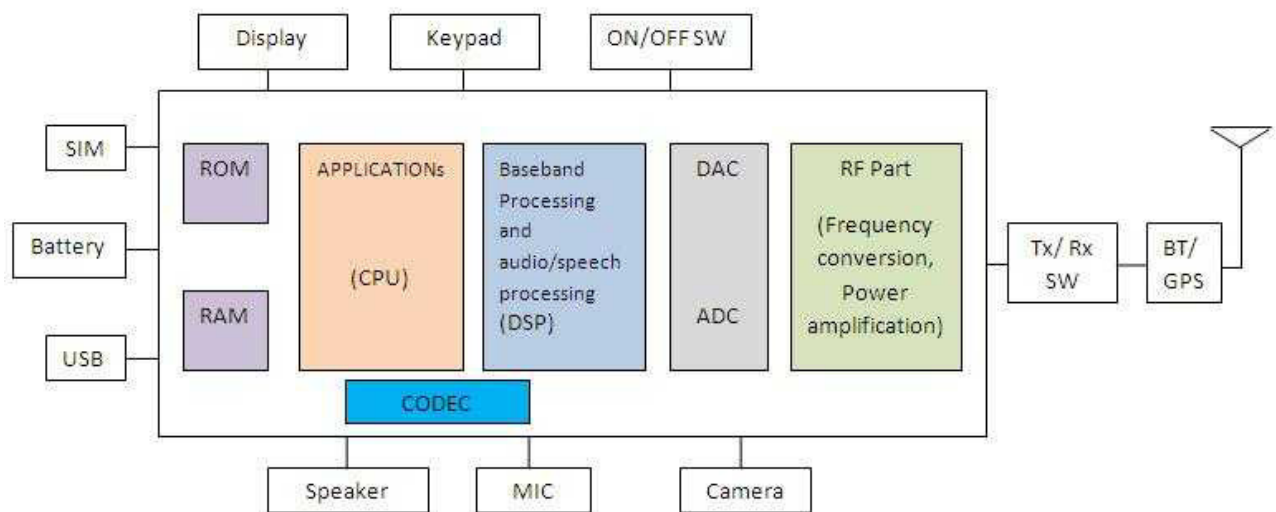 Display
Keypad
ON/OFF SW
SIM
Battery
USB
ROM
RAM
APPLICATIONs
(CPU)
Baseband
Processing
and
audio/speech
processing
(DSP)
DAC
ADC
RF Part
(Frequency
conversion,
Power
amplification)
CODEC
Tx/ Rx
SW
BT/
GPS
Speaker
MIC
Camera